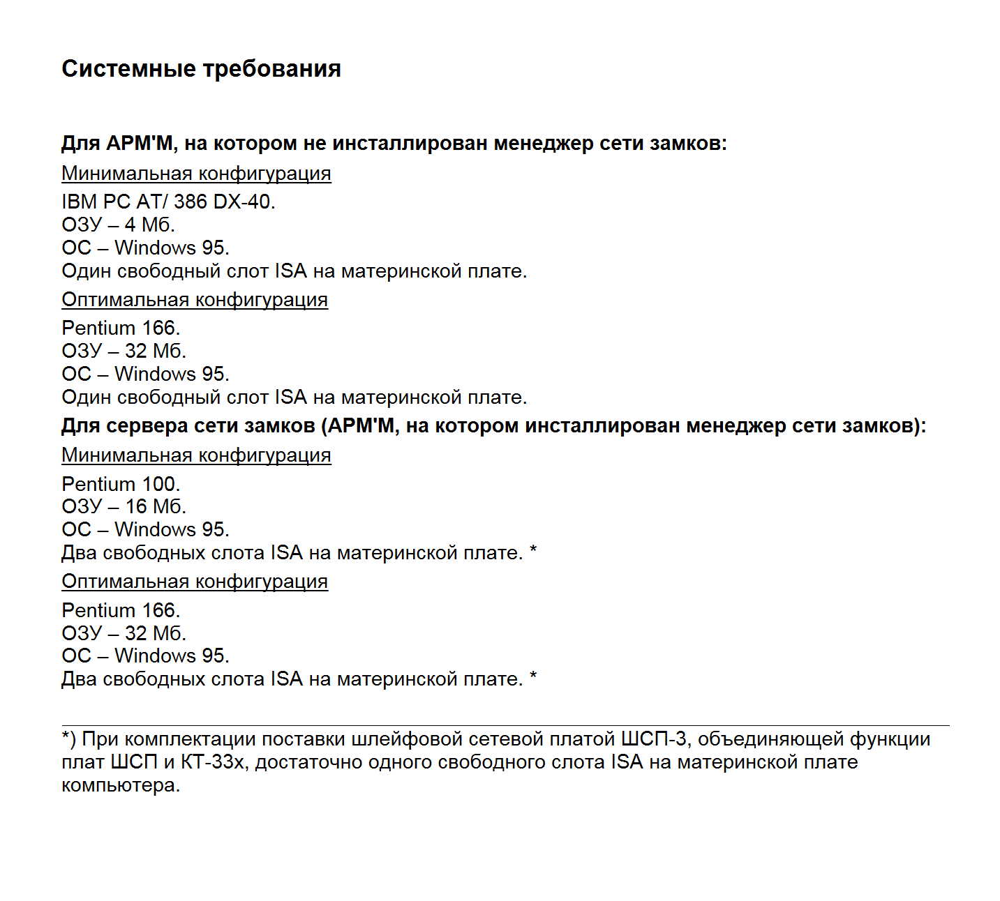 Системные требования
Для АРМ'М, на котором не инсталлирован менеджер сети замков:
Минимальная конфигурация
IBM PC AT/ 386 DX-40.
ОЗУ – 4 Мб.
ОС – Windows 95.
Один свободный слот ISA на материнской плате.
Оптимальная конфигурация
Pentium 166.
ОЗУ – 32 Мб.
ОС – Windows 95.
Один свободный слот ISA на материнской плате.
Для сервера сети замков (АРМ'М, на котором инсталлирован менеджер сети замков):
Минимальная конфигурация
Pentium 100.
ОЗУ – 16 Мб.
ОС – Windows 95.
Два свободных слота ISA на материнской плате. *
Оптимальная конфигурация
Pentium 166.
ОЗУ – 32 Мб.
ОС – Windows 95.
Два свободных слота ISA на материнской плате. *
*) При комплектации поставки шлейфовой сетевой платой ШСП-3, объединяющей функции
плат ШСП и КТ-33х, достаточно одного свободного слота ISA на материнской плате
компьютера.